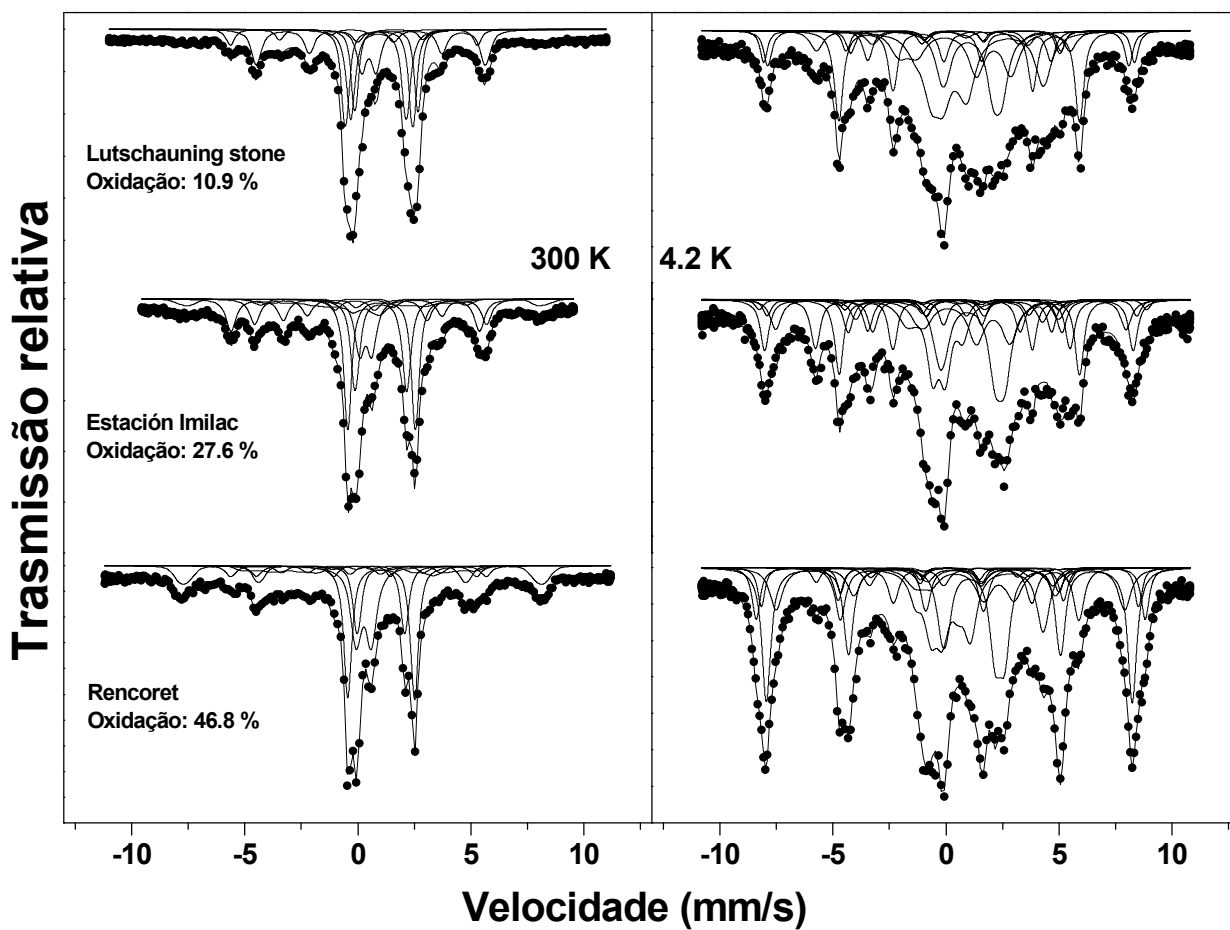 Trasmissão relativa
Lutschauning stone
Oxidação: 10.9 %
300 K
4.2 K
Estación Imilac
Oxidação: 27.6 %
Rencoret
Oxidação: 46.8 %
-10 -5 0 5 10 -10 -5 0 5 10
Velocidade (mm/s)